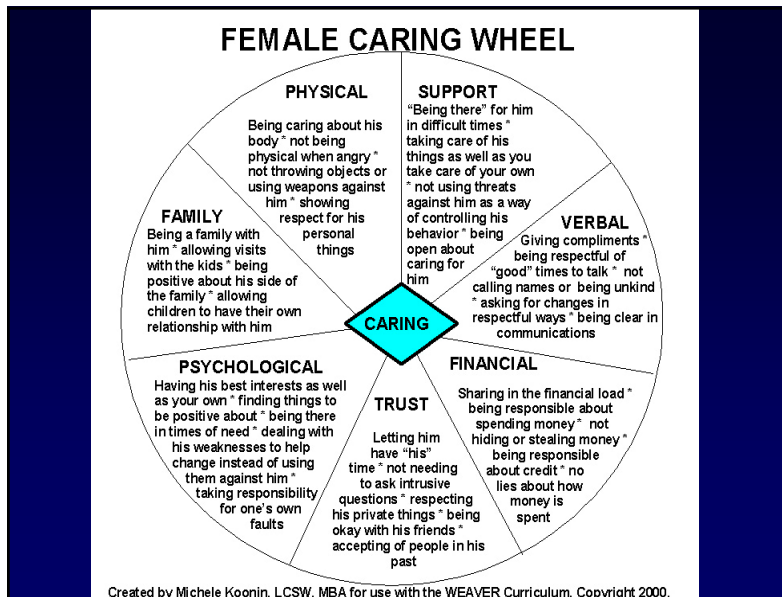 FEMALE CARING WHEEL
PHYSICAL
Being caring about his
body * not being
physical when angry *
not throwing objects or
using weapons against
him * showing
respect for his
personal
things
SUPPORT
“Being there” for him
in difficult times *
taking care of his
things as well as you
take care of your own
* not using threats
against him as a way
of controlling his
behavior * being
open about
caring for
him
VERBAL
Giving compliments *
being respectful of
“good” times to talk * not
calling names or being unkind
* asking for changes in
respectful ways * being clear in
communications
FINANCIAL
Sharing in the financial load *
being responsible about
spending money * not
hiding or stealing money *
being responsible
about credit * no
lies about how
money is
spent
TRUST
Letting him
have “his”
time * not needing
to ask intrusive
questions * respecting
his private things * being
okay with his friends *
accepting of people in his
past
PSYCHOLOGICAL
Having his best interests as well
as your own * finding things to
be positive about * being there
in times of need * dealing with
his weaknesses to help
change instead of using
them against him *
taking responsibility
for one's own
faults
FAMILY
Being a family with
him * allowing visits
with the kids * being
positive about his side of
the family * allowing
children to have their own
relationship with him
CARING
Created by Michele Koonin, LCSW, MBA for use with the WEAVER Curriculum. Copyright 2000.